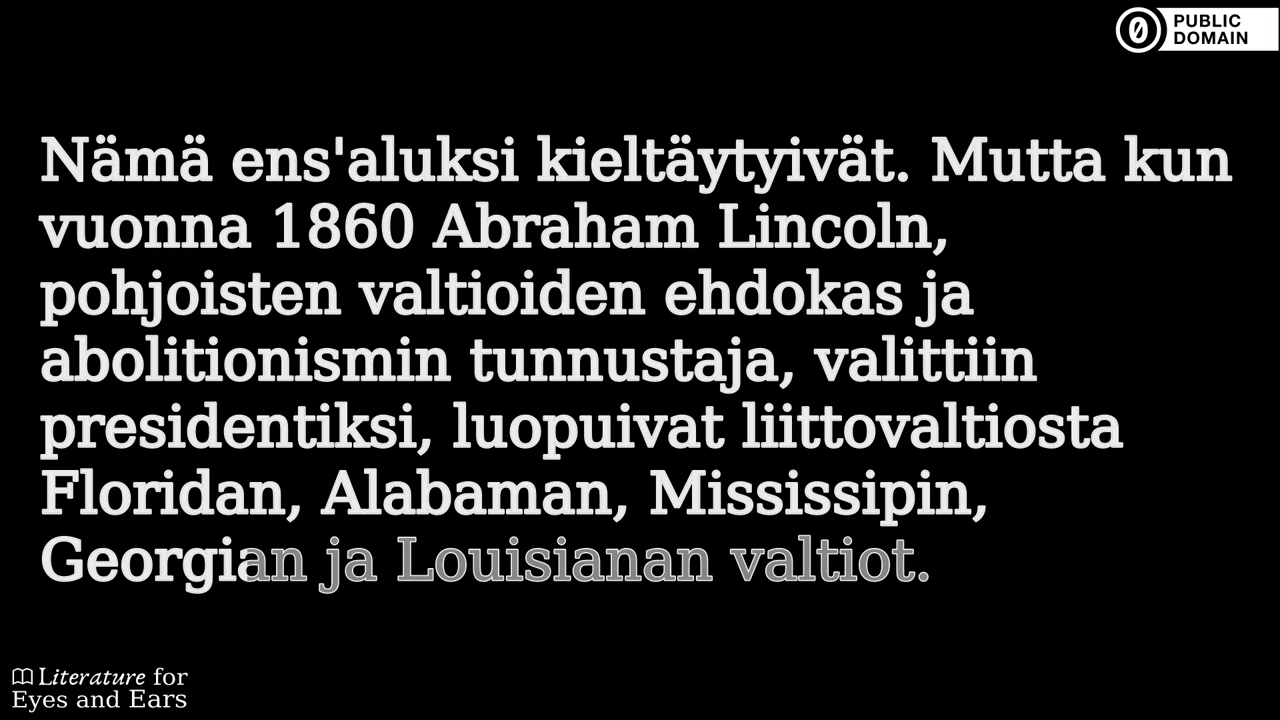 PUBLIC
DOMAIN
Nämä ens'aluksi kieltäytyivät. Mutta kun
vuonna 1860 Abraham Lincoln,
pohjoisten valtioiden ehdokas ja
abolitionismin tunnustaja, valittiin
presidentiksi, luopuivat liittovaltiosta
Floridan, Alabaman, Mississipin,
Georgian ja Louisianan valtiot.
Literature for
Eyes and Ears